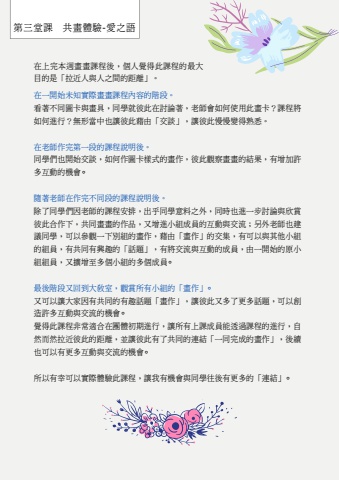 第三堂課　共畫體驗-愛之語
在上完本週畫畫課程後，個人覺得此課程的最大
目的是「拉近人與人之間的距離」。
在一開始未知實際畫畫課程內容的階段。
看著不同圖卡與畫具，同學就彼此在討論著，老師會如何使用此畫卡？課程將
如何進行？無形當中也讓彼此藉由「交談」，讓彼此慢慢變得熟悉。
在老師作完第一段的課程說明後。
同學們也開始交談，如何作圖卡樣式的畫作，彼此觀察畫畫的結果，有增加許
多互動的機會。
隨著老師在作完不同段的課程說明後。
除了同學們因老師的課程安排，出乎同學意料之外，同時也進一步討論與欣賞
彼此合作下，共同畫畫的作品，又增進小組成員的互動與交流；另外老師也建
議同學，可以參觀一下別組的畫作，藉由「畫作」的交集，有可以與其他小組
的組員，有共同有興趣的「話題」，有將交流與互動的成員，由一開始的原小
組組員，又擴增至多個小組的多個成員。
最後階段又回到大教室，觀賞所有小組的「畫作」。
又可以讓大家因有共同的有趣話題「畫作」，讓彼此又多了更多話題，可以創
造許多互動與交流的機會。
覺得此課程非常適合在團體初期進行，讓所有上課成員能透過課程的進行，自
然而然拉近彼此的距離，並讓彼此有了共同的連結「一同完成的畫作」，後續
也可以有更多互動與交流的機會。
所以有幸可以實際體驗此課程，讓我有機會與同學往後有更多的「連結」。